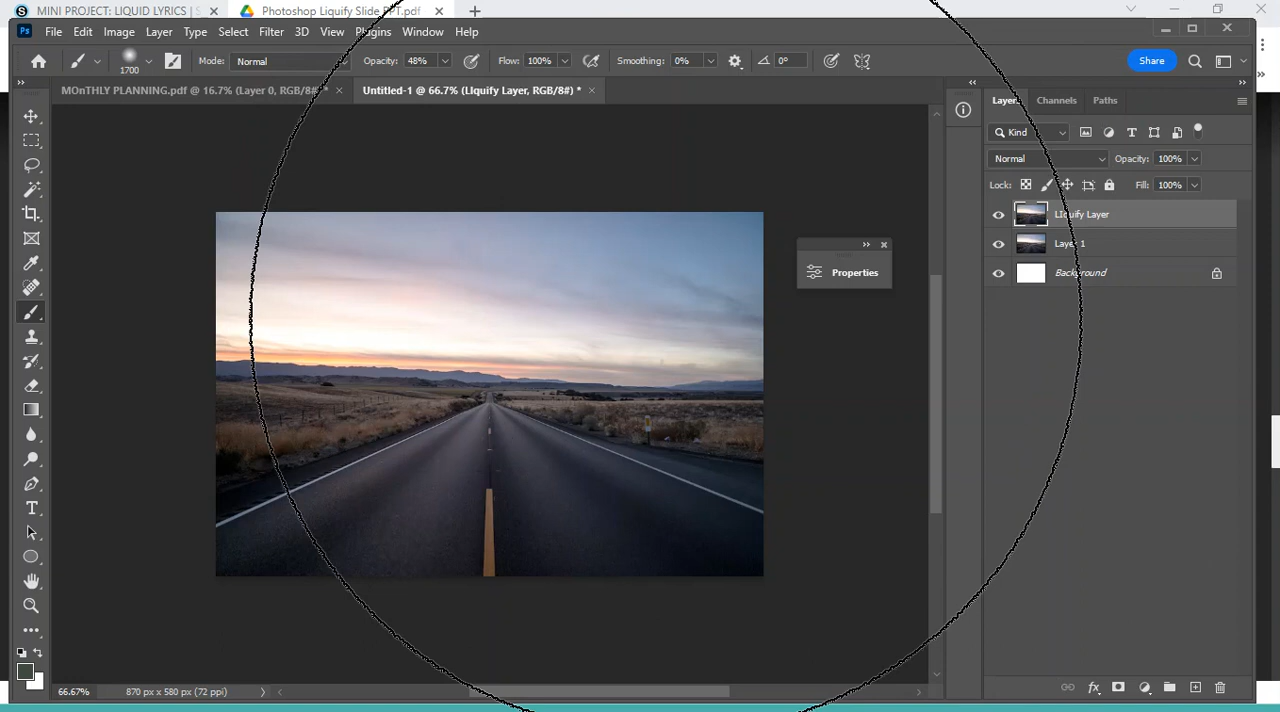 MINI PROJECT: LIQUID LYRICS | S
Photoshop Liquify Slide PPT.pdf
Ps
File Edit Image Layer Type Select Filter 3D View Plugins Window Help
1700
Mode: Normal
Opacity: 48%
Flow: 100%
Smoothing: 0%
0°
Share
MOnTHLY PLANNING.pdf @ 16.7% (Layer 0, RGB/8#) *
Untitled-1 @ 66.7% (LIquify Layer, RGB/8#) *
Layers Channels Paths
Kind
Normal
Opacity: 100%
Lock:
Fill: 100%
LIquify Layer
Layer 1
Background
Properties
66.67%
870 px x 580 px (72 ppi)